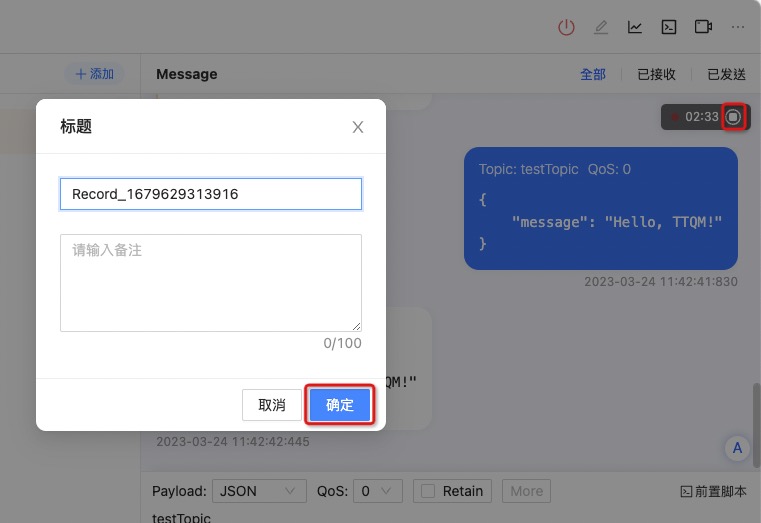 + 添加
Message
全部
已接收
已发送
02:33
标题
Record_1679629313916
请输入备注
0/100
取消
确定
Topic: testTopic QoS: 0
{
"message": "Hello, TTQM!"
}
2023-03-24 11:42:41:830
QM!"
2023-03-24 11:42:42:445
A
Payload: JSON QoS: 0 Retain More 前置脚本
testTopic